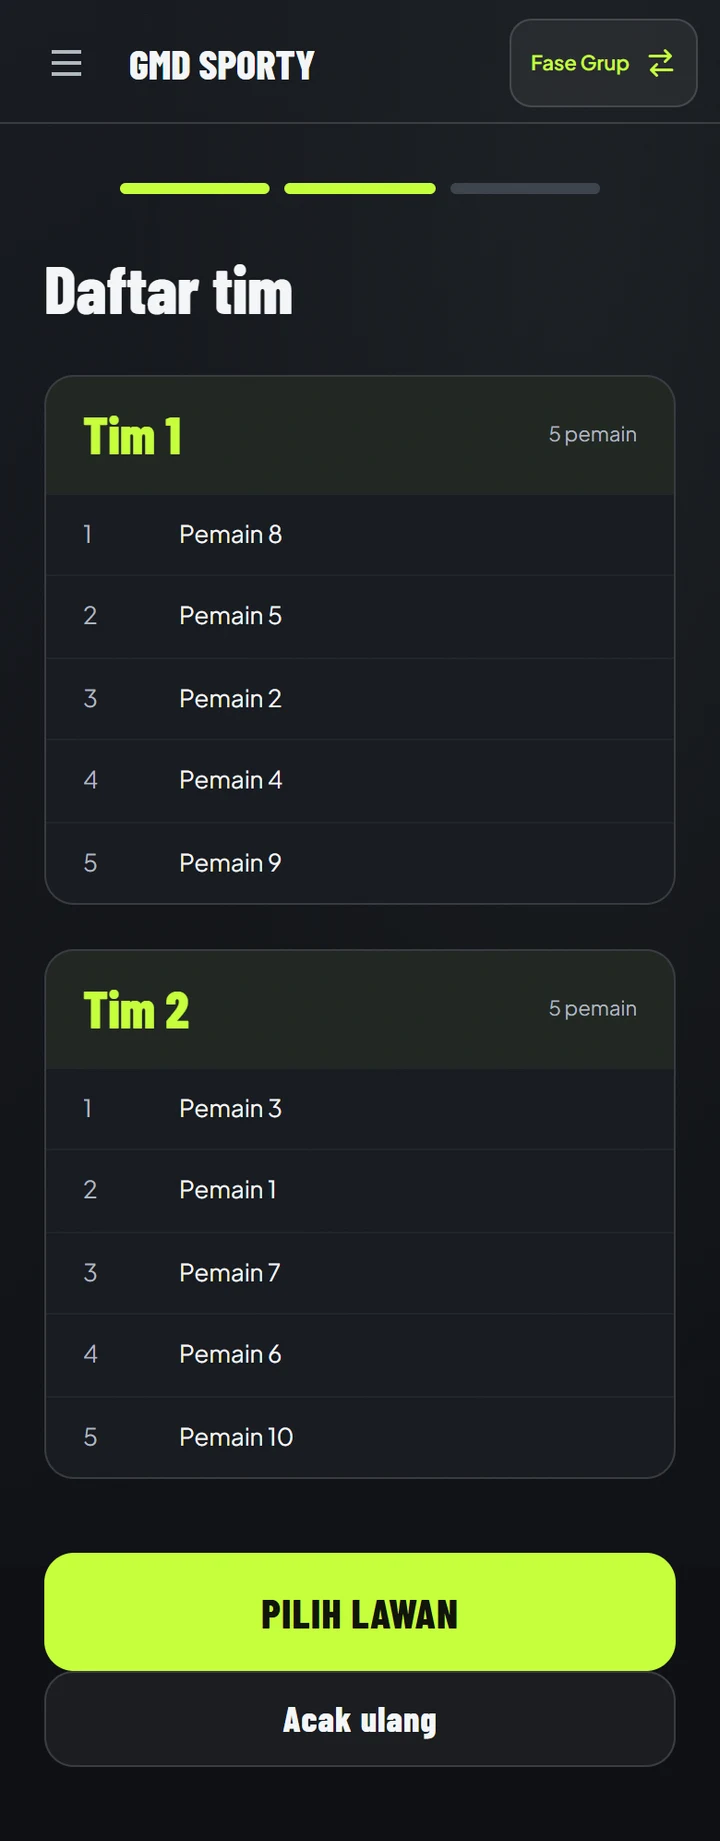 GMD SPORTY
Fase Grup
Daftar tim
Tim 1
5 pemain
1 Pemain 8
2 Pemain 5
3 Pemain 2
4 Pemain 4
5 Pemain 9
Tim 2
5 pemain
1 Pemain 3
2 Pemain 1
3 Pemain 7
4 Pemain 6
5 Pemain 10
PILIH LAWAN
Acak ulang